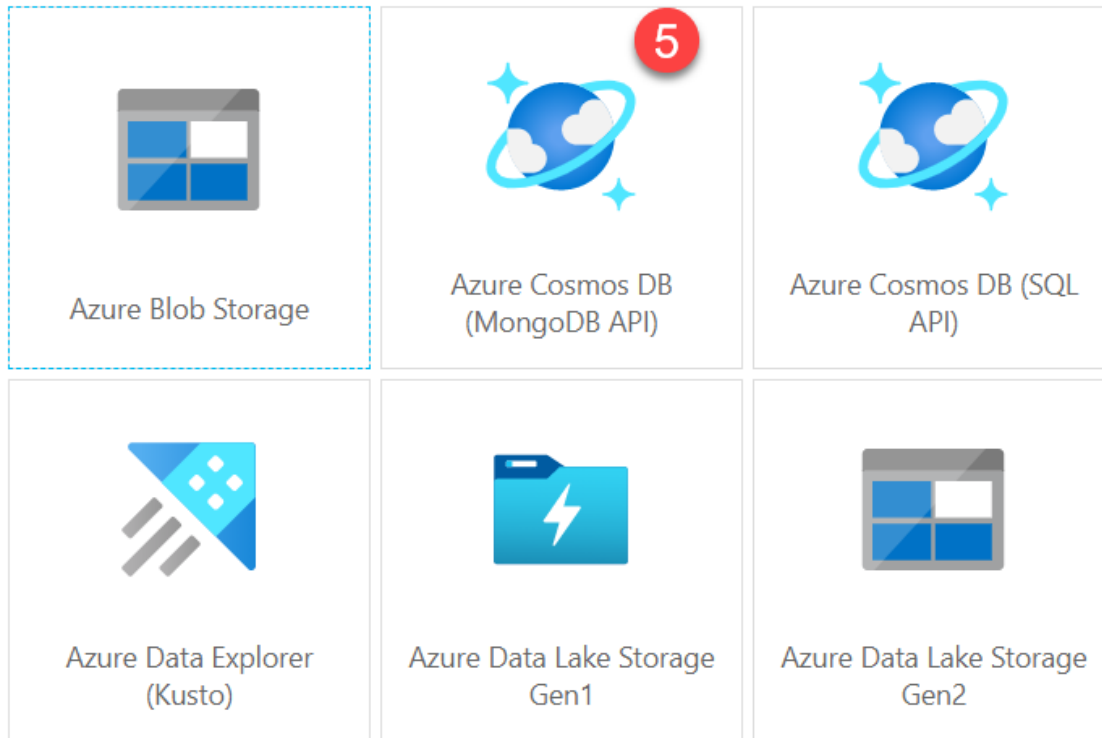 5
Azure Blob Storage
Azure Cosmos DB
(MongoDB API)
Azure Cosmos DB (SQL
API)
Azure Data Explorer
(Kusto)
Azure Data Lake Storage
Gen1
Azure Data Lake Storage
Gen2